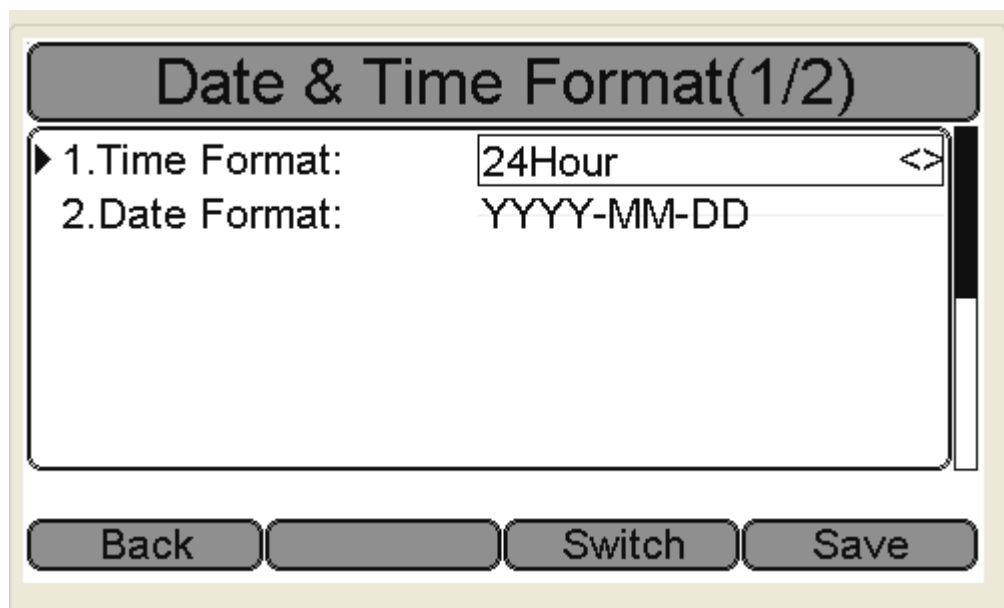 Date & Time Format(1/2)
1.Time Format: 24Hour <>
2.Date Format: YYYY-MM-DD
Back Switch Save